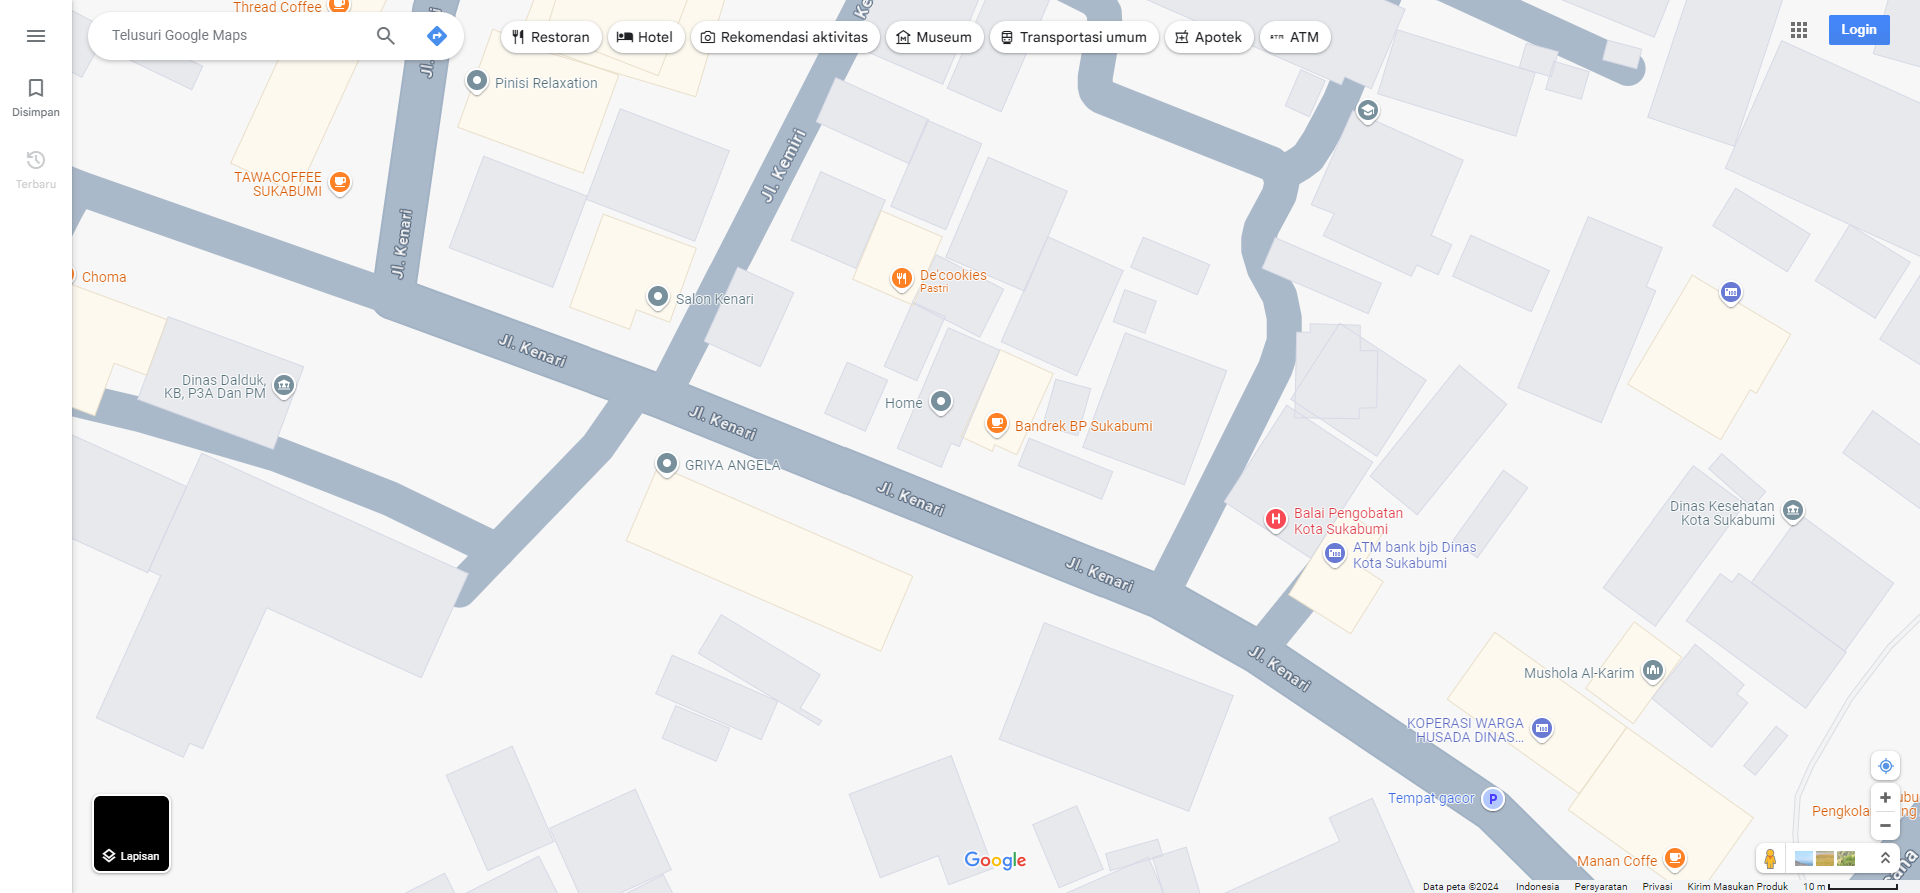 Thread Coffee
Telusuri Google Maps
Restoran
Hotel
Rekomendasi aktivitas
Museum
Transportasi umum
Apotek
ATM
Login
Disimpan
Terbaru
Jl.
Jl. Kemiri
Pinisi Relaxation
TAWACOFFEE
SUKABUMI
Jl. Kenari
Choma
Salon Kenari
De'cookies
Pastri
Jl. Kenari
Dinas Dalduk,
KB, P3A Dan PM
Home
Jl. Kenari
Bandrek BP Sukabumi
GRIYA ANGELA
Jl. Kenari
Balai Pengobatan
Kota Sukabumi
Dinas Kesehatan
Kota Sukabumi
ATM bank bjb Dinas
Kota Sukabumi
Jl. Kenari
Jl. Kenari
Mushola Al-Karim
KOPERASI WARGA
HUSADA DINAS...
Tempat gacor
Manan Coffe
Lapisan
Google
Data peta ©2024
Indonesia
Persyaratan
Privasi
Kirim Masukan Produk
10 m